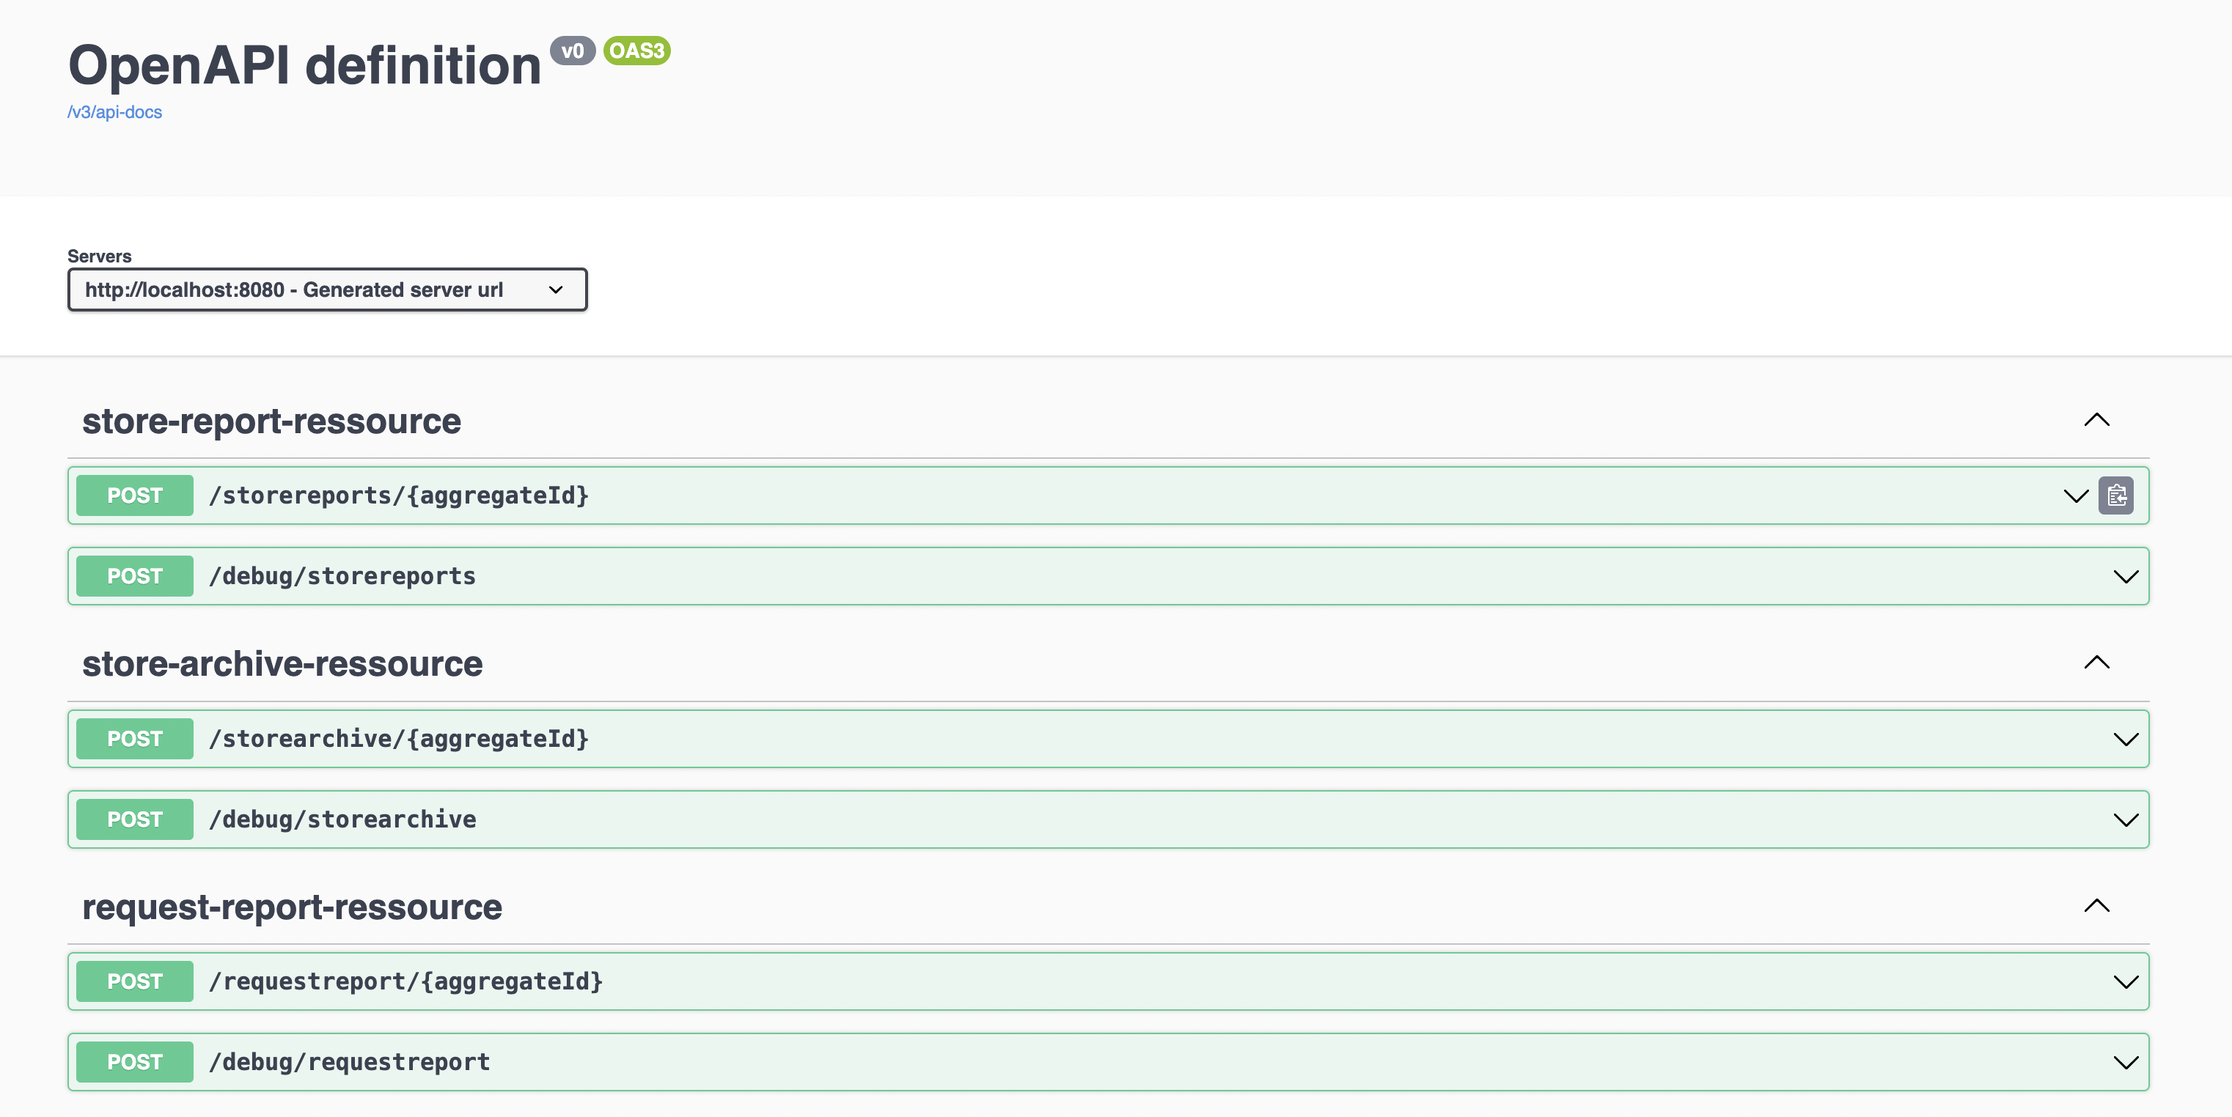 OpenAPI definition v0 OAS3
/v3/api-docs
Servers
http://localhost:8080 - Generated server url
store-report-ressource
POST /storereports/{aggregateId}
POST /debug/storereports
store-archive-ressource
POST /storearchive/{aggregateId}
POST /debug/storearchive
request-report-ressource
POST /requestreport/{aggregateId}
POST /debug/requestreport